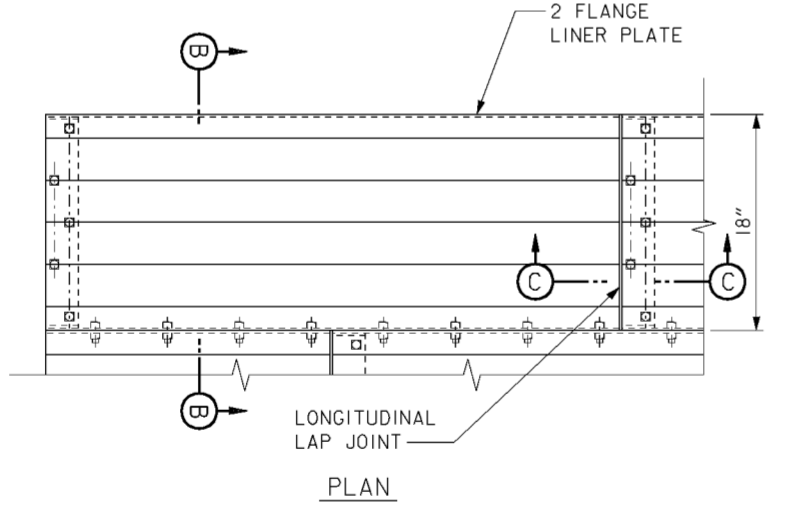 2 FLANGE
LINER PLATE
B
18"
C
C
B
LONGITUDINAL
LAP JOINT
PLAN